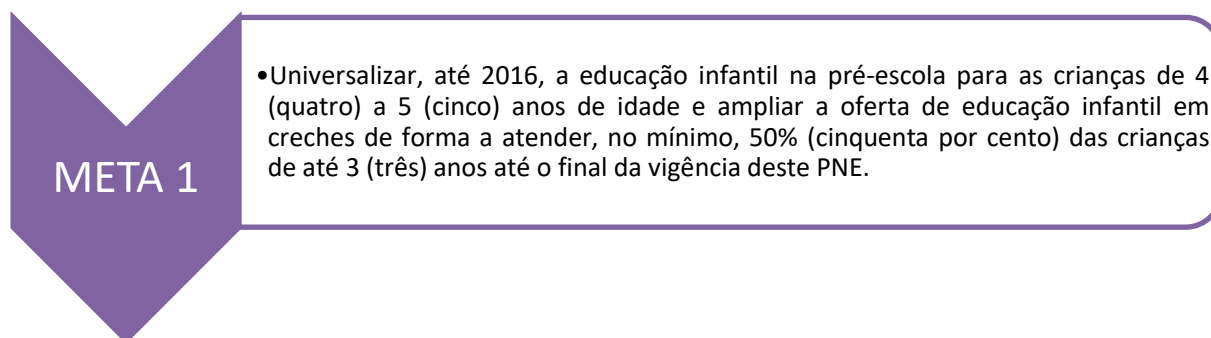 META 1
•Universalizar, até 2016, a educação infantil na pré-escola para as crianças de 4
(quatro) a 5 (cinco) anos de idade e ampliar a oferta de educação infantil em
creches de forma a atender, no mínimo, 50% (cinquenta por cento) das crianças
de até 3 (três) anos até o final da vigência deste PNE.